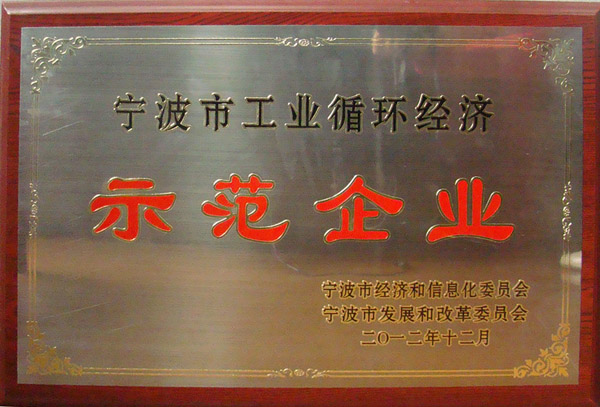 宁波市工业循环经济
示范企业
宁波市经济和信息化委员会
宁波市发展和改革委员会
二〇一二年十二月